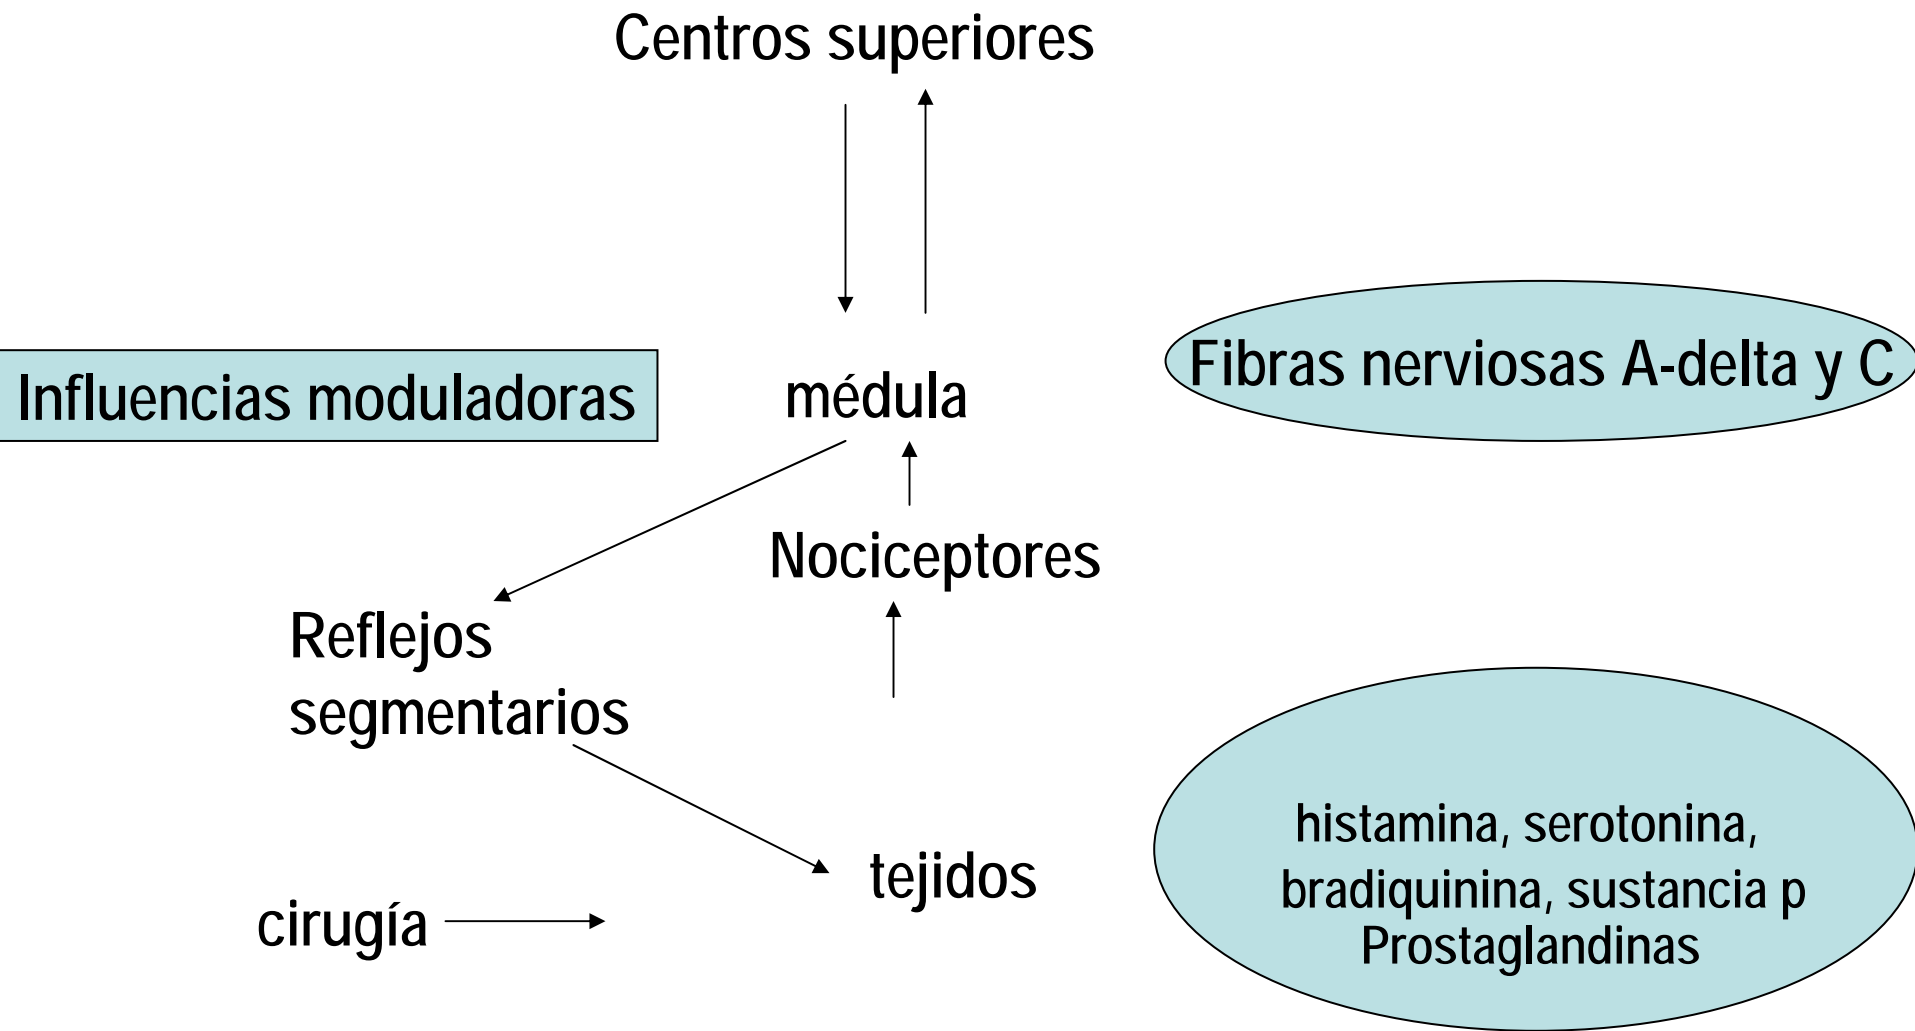 Centros superiores
Fibras nerviosas A-delta y C
Influencias moduladoras
médula
Nociceptores
Reflejos
segmentarios
histamina, serotonina,
bradiquinina, sustancia p
Prostaglandinas
tejidos
cirugía